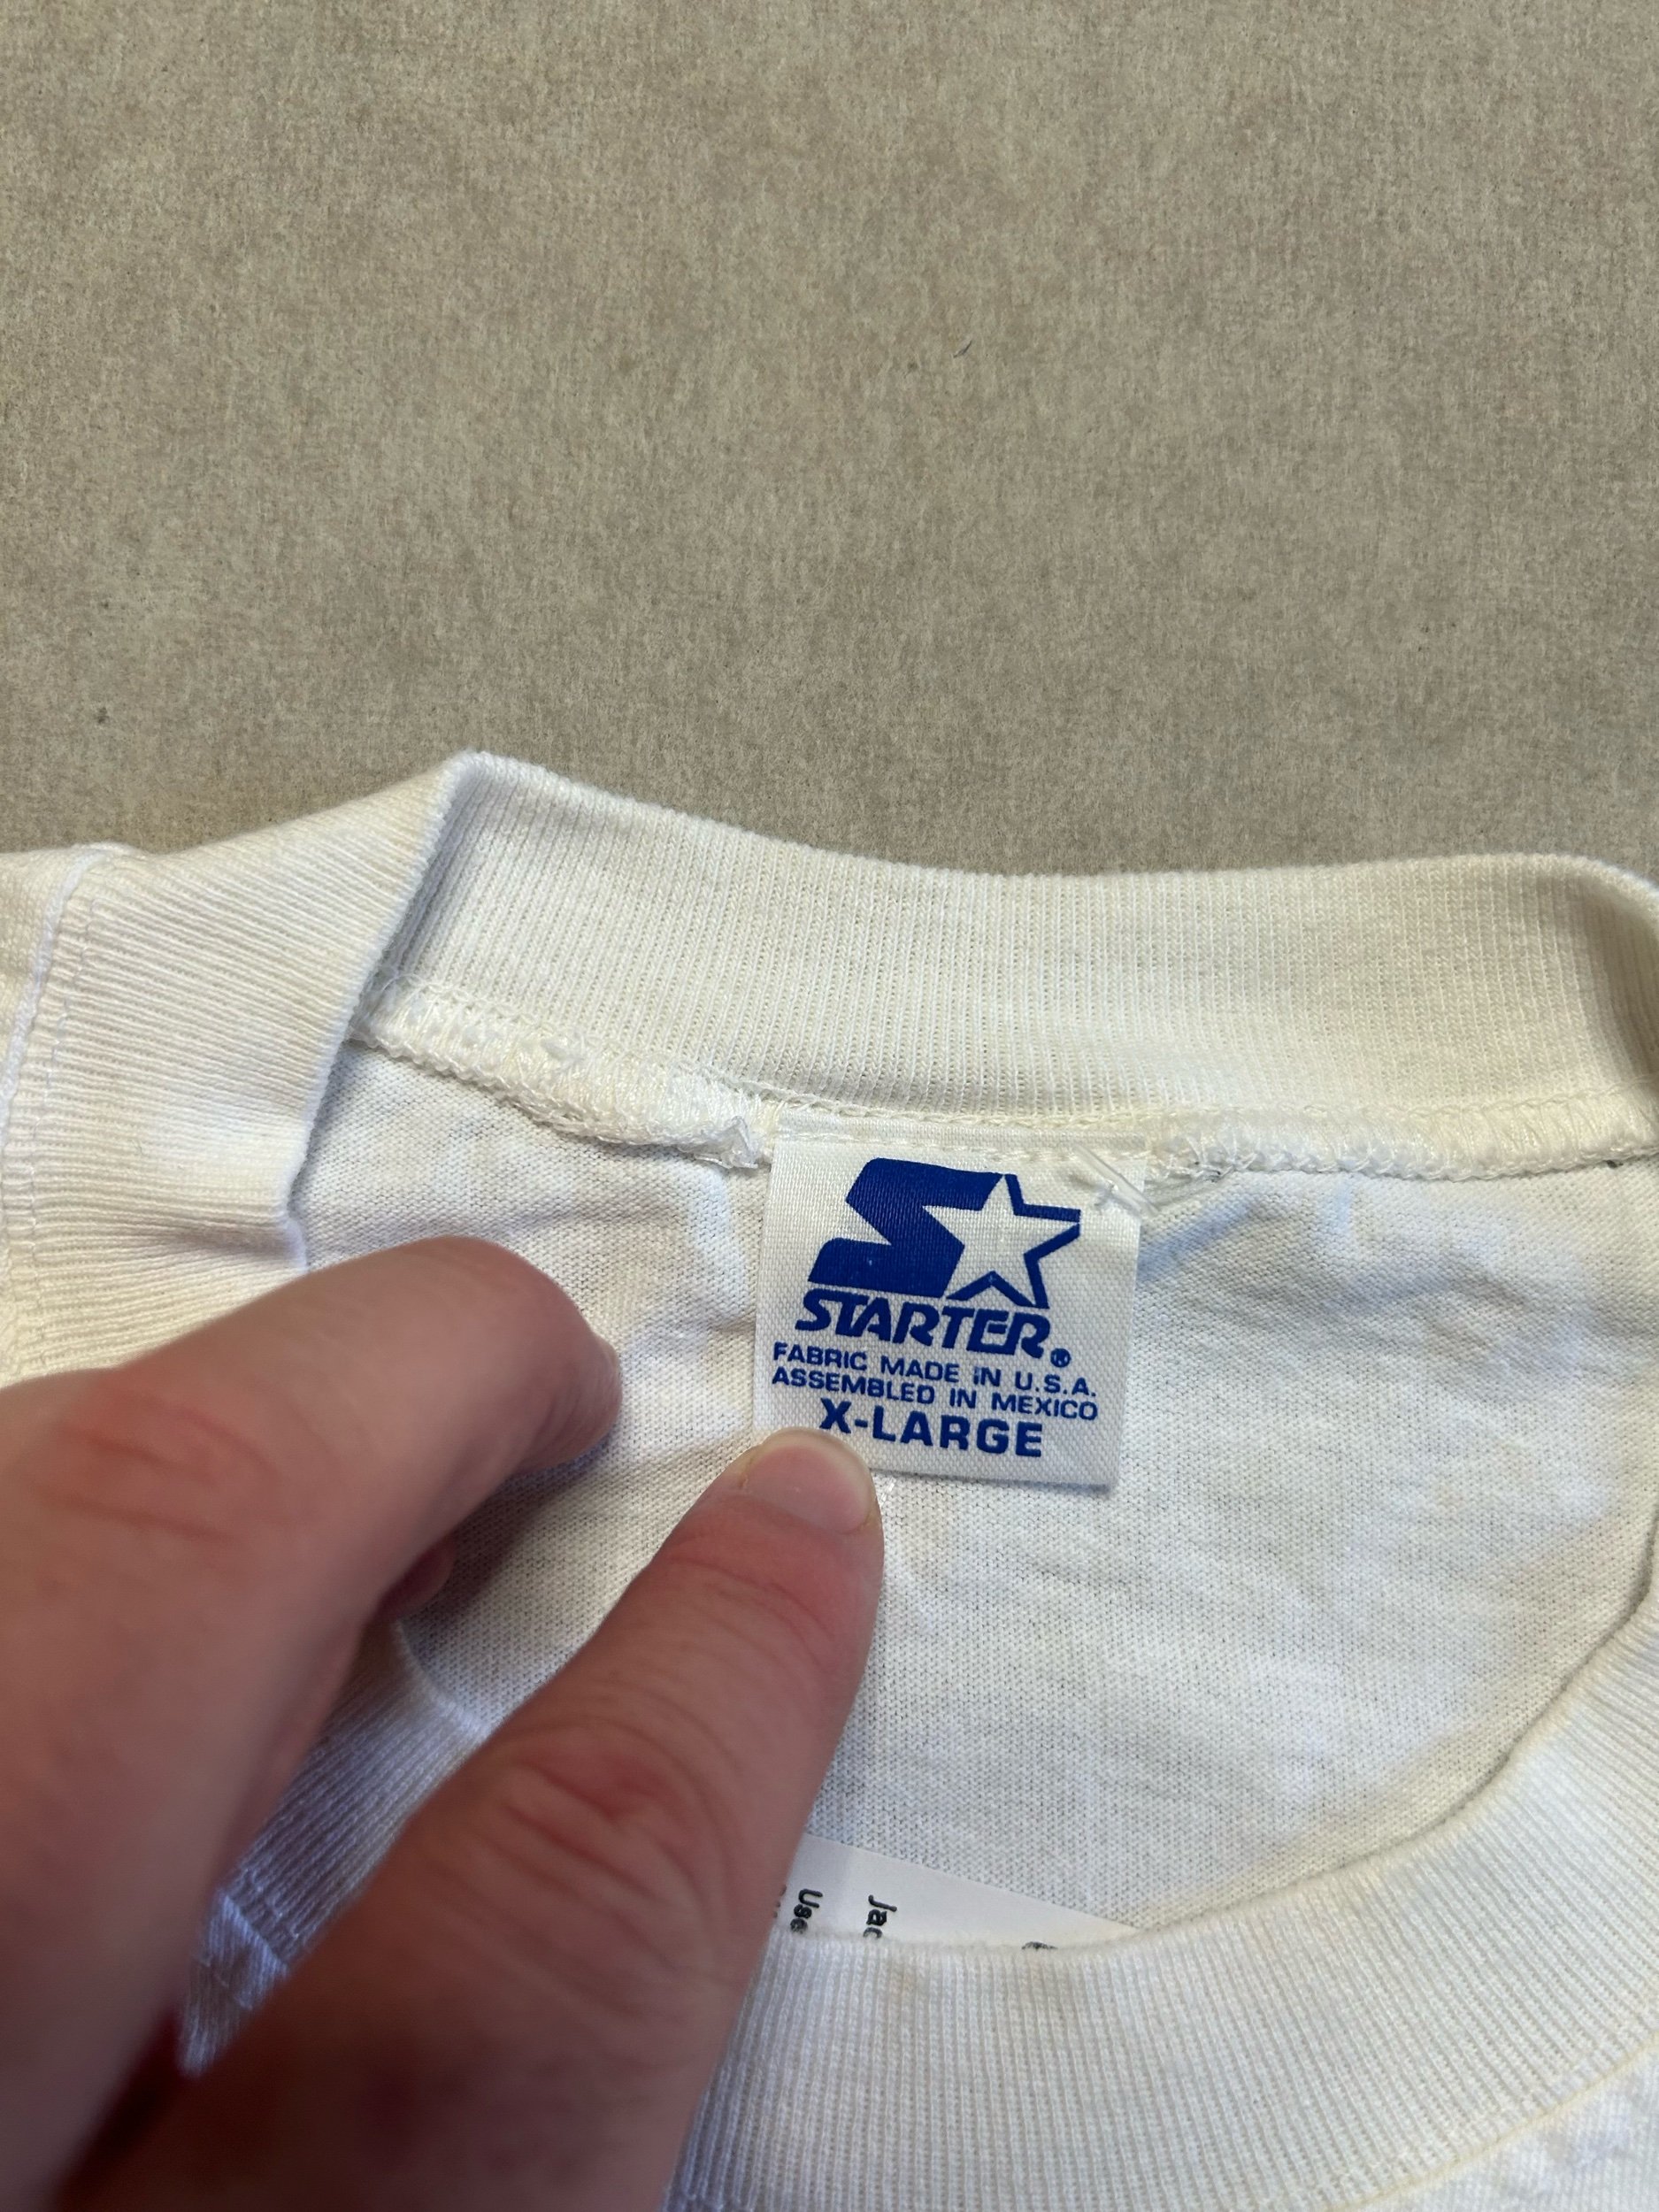 STARTER®
FABRIC MADE IN U.S.A.
ASSEMBLED IN MEXICO
X-LARGE